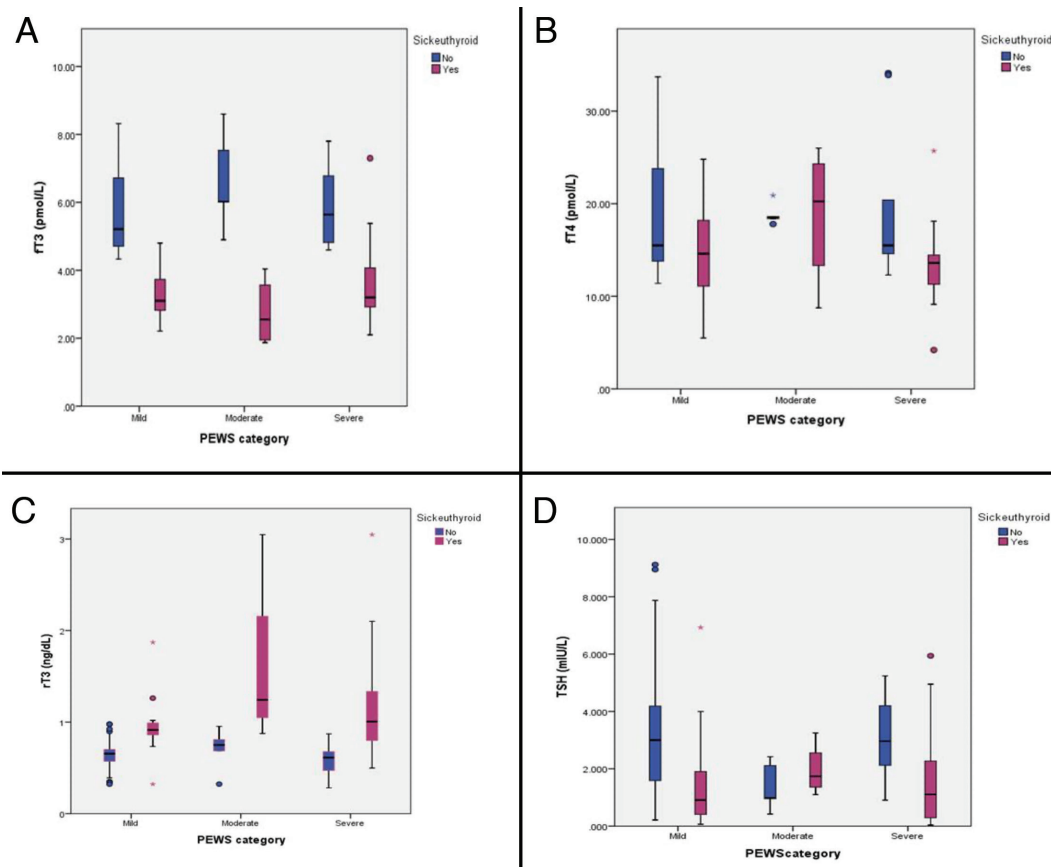 A
Sickeuthyroid
No
Yes
10.00
8.00
6.00
4.00
2.00
.00
fT3 (pmol/L)
Mild
Moderate
Severe
PEWS category
B
Sickeuthyroid
No
Yes
30.00
20.00
10.00
.00
fT4 (pmol/L)
Mild
Moderate
Severe
PEWS category
C
Sickeuthyroid
No
Yes
3
2
1
0
rT3 (ng/dL)
Mild
Moderate
Severe
PEWS category
D
Sickeuthyroid
No
Yes
10.000
8.000
6.000
4.000
2.000
.000
TSH (mIU/L)
Mild
Moderate
Severe
PEWScategory